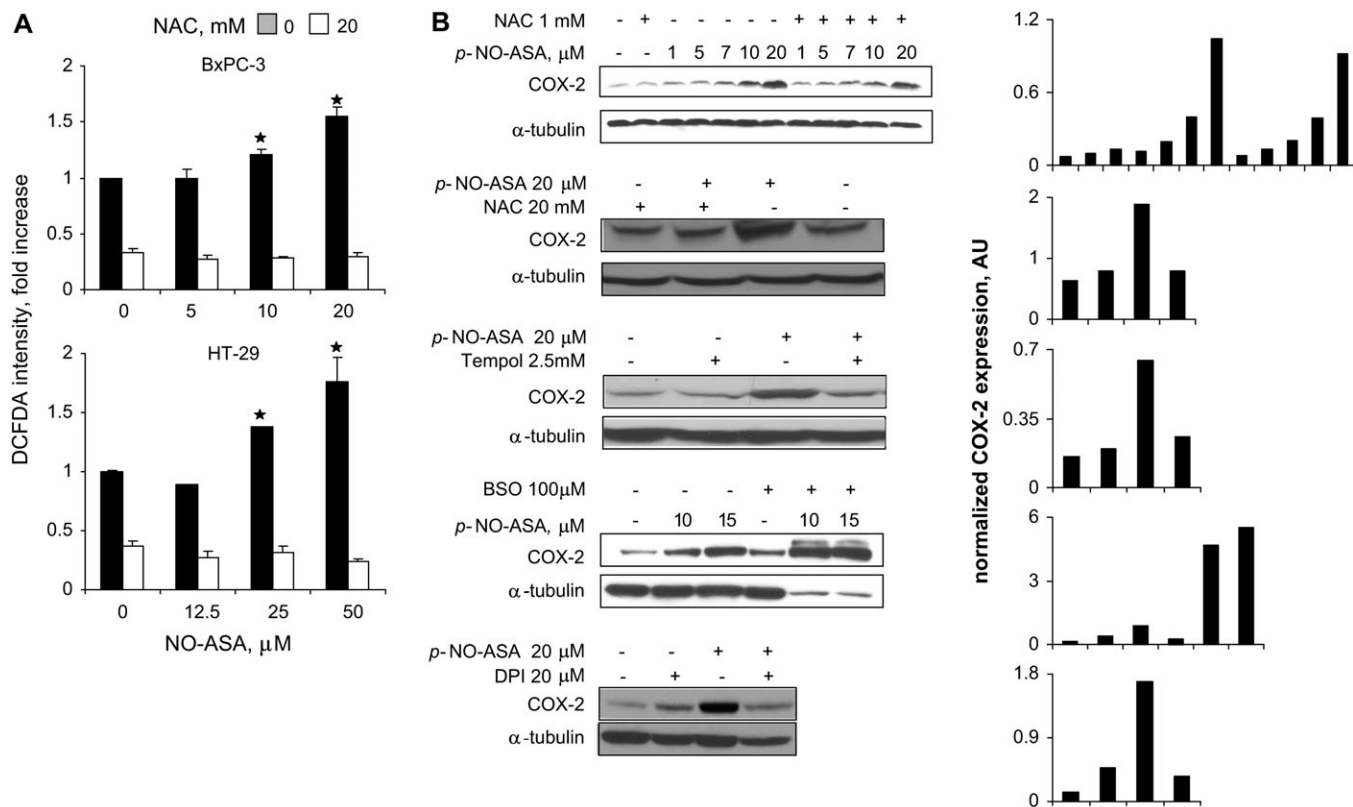 A
NAC, mM 0 20
BxPC-3
2
1.5
1
0.5
0
0 5 10 20
HT-29
2
1.5
1
0.5
0
0 12.5 25 50
DCFDA intensity, fold increase
NO-ASA, μM
B
NAC 1 mM - + - - - - - + + + + +
p-NO-ASA, μM - - 1 5 7 10 20 1 5 7 10 20
COX-2
α-tubulin
p-NO-ASA 20 μM - + + -
NAC 20 mM + + - -
COX-2
α-tubulin
p-NO-ASA 20 μM - - + +
Tempol 2.5mM - + - +
COX-2
α-tubulin
BSO 100μM - - - + + +
p-NO-ASA, μM - 10 15 - 10 15
COX-2
α-tubulin
p-NO-ASA 20 μM - - + +
DPI 20 μM - + - +
COX-2
α-tubulin
normalized COX-2 expression, AU
1.2
0.6
0
2
1
0
0.7
0.35
0
6
3
0
1.8
0.9
0